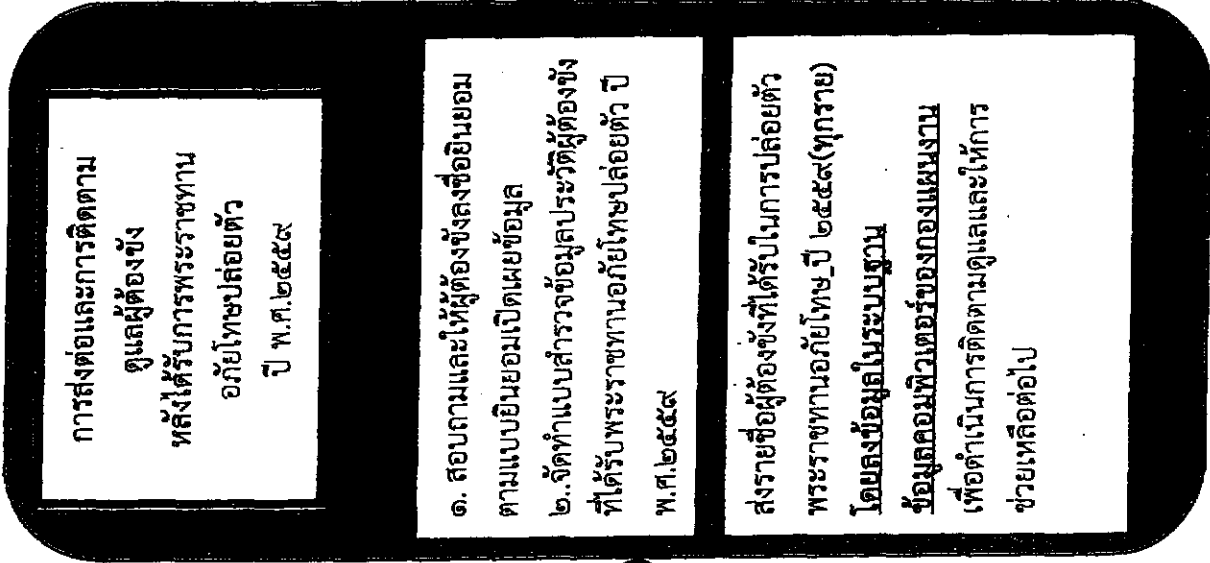 การส่งต่อและการติดตาม
ดูแลผู้ต้องขัง
หลังได้รับการพระราชทาน
อภัยโทษปล่อยตัว
ปี พ.ศ.๒๕๕๙
๑. สอบถามและให้ผู้ต้องขังลงชื่อยินยอม
ตามแบบยินยอมเปิดเผยข้อมูล
๒..จัดทำแบบสำรวจข้อมูลประวัติผู้ต้องขัง
ที่ได้รับพระราชทานอภัยโทษปล่อยตัว ปี
พ.ศ.๒๕๕๙
ส่งรายชื่อผู้ต้องขังที่ได้รับในการปล่อยตัว
พระราชทานอภัยโทษ ปี ๒๕๕๙(ทุกราย)
โดยลงข้อมูลในระบบฐาน
ข้อมูลคอมพิวเตอร์ของกองแผนงาน
เพื่อดำเนินการติดตามดูแลและให้การ
ช่วยเหลือต่อไป